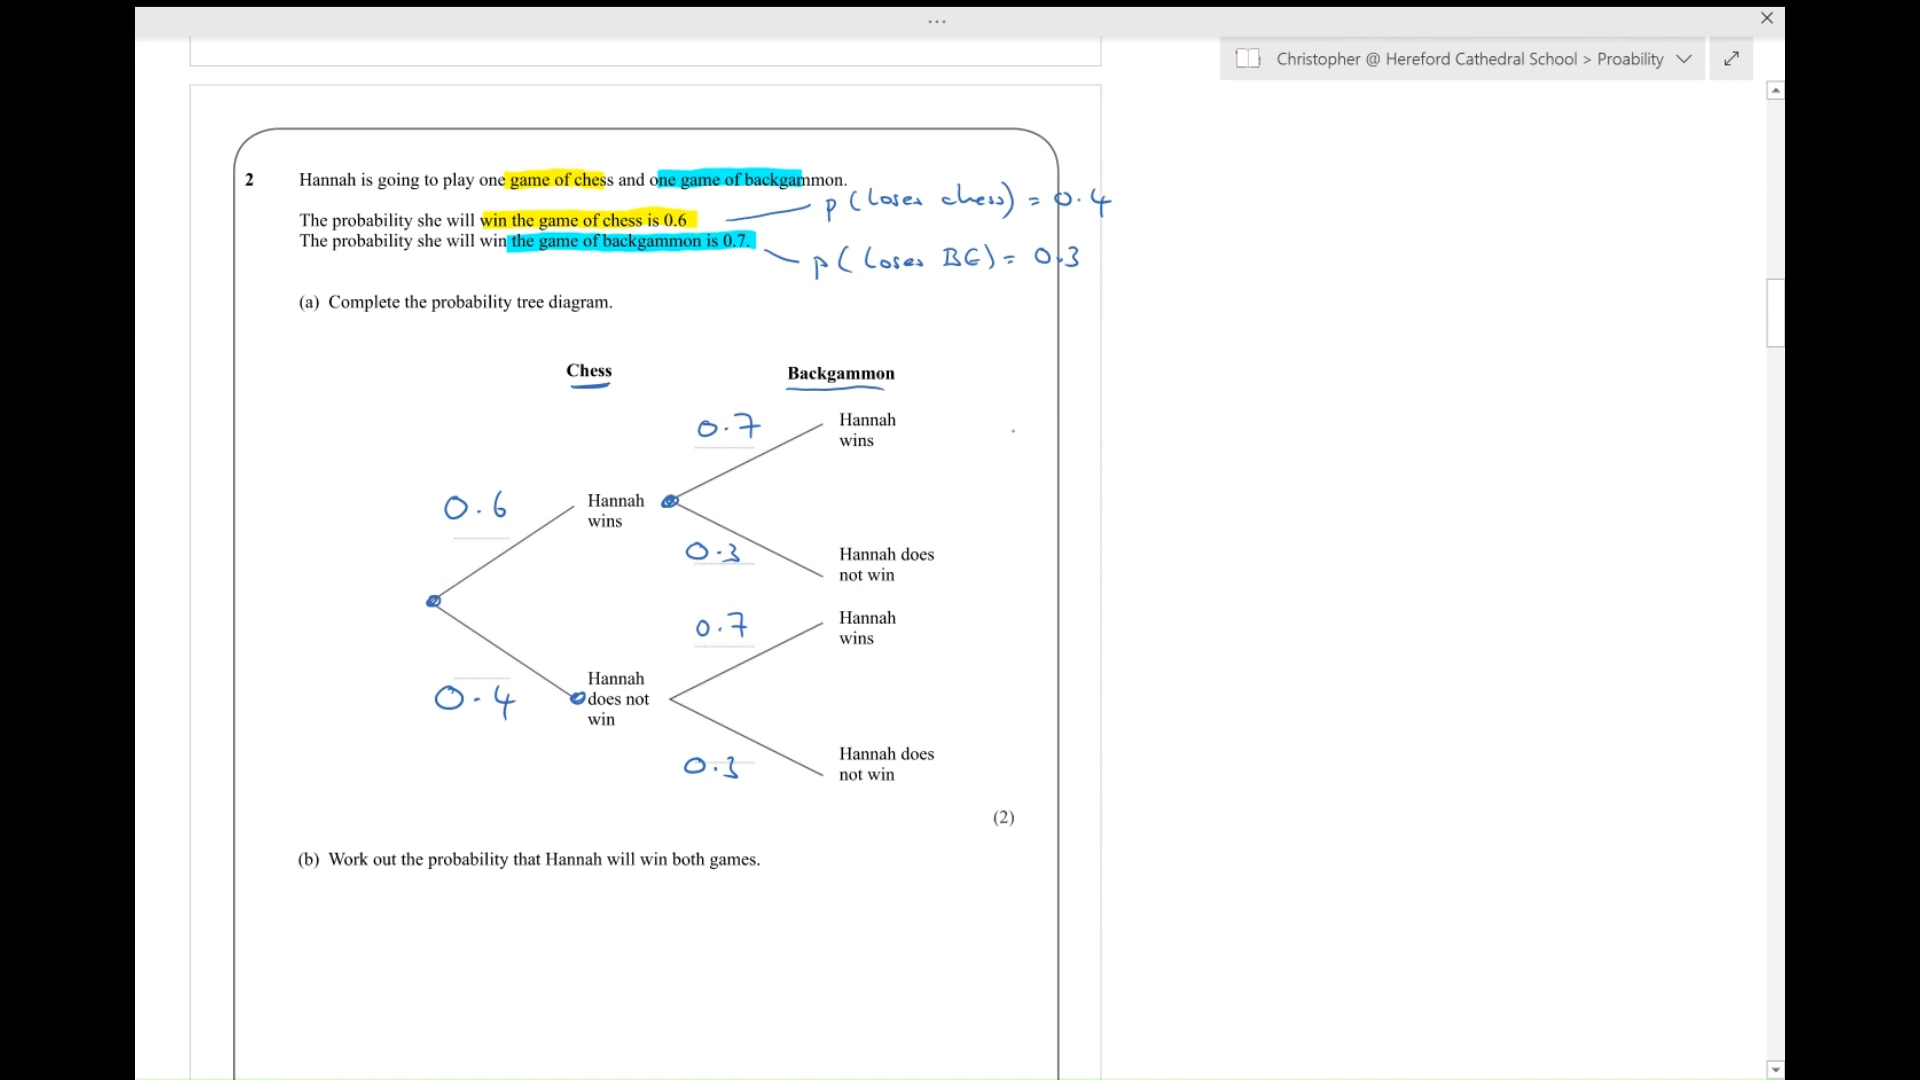 ...
Christopher @ Hereford Cathedral School > Proability
2 Hannah is going to play one game of chess and one game of backgammon.
The probability she will win the game of chess is 0.6
p (loses chess) = 0.4
The probability she will win the game of backgammon is 0.7.
p (loses BG) = 0.3
(a) Complete the probability tree diagram.
Chess
Backgammon
0.7
Hannah
wins
0.6
Hannah
wins
0.3
Hannah does
not win
0.7
Hannah
wins
0.4
Hannah
does not
win
0.3
Hannah does
not win
(2)
(b) Work out the probability that Hannah will win both games.